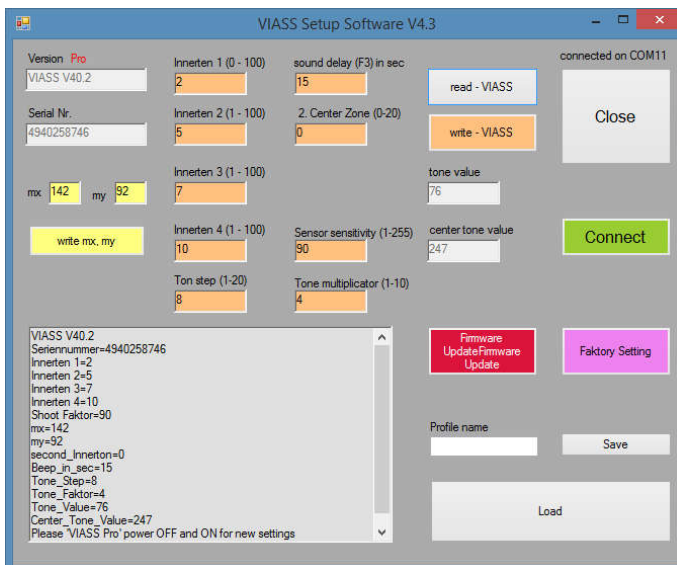 VIASS Setup Software V4.3
Version Pro
VIASS V40.2
Serial Nr.
4940258746
mx 142 my 92
write mx, my
Innerten 1 (0 - 100)
2
Innerten 2 (1 - 100)
5
Innerten 3 (1 - 100)
7
Innerten 4 (1 - 100)
10
Ton step (1-20)
8
sound delay (F3) in sec
15
2. Center Zone (0-20)
0
Sensor sensitivity (1-255)
90
Tone multiplicator (1-10)
4
read - VIASS
write - VIASS
tone value
76
center tone value
247
connected on COM11
Close
Connect
VIASS V40.2
Seriennummer=4940258746
Innerten 1=2
Innerten 2=5
Innerten 3=7
Innerten 4=10
Shoot Faktor=90
mx=142
my=92
second_Innerton=0
Beep_in_sec=15
Tone_Step=8
Tone_Faktor=4
Tone_Value=76
Center_Tone_Value=247
Please 'VIASS Pro' power OFF and ON for new settings
Firmware
UpdateFirmware
Update
Faktory Setting
Profile name
Save
Load